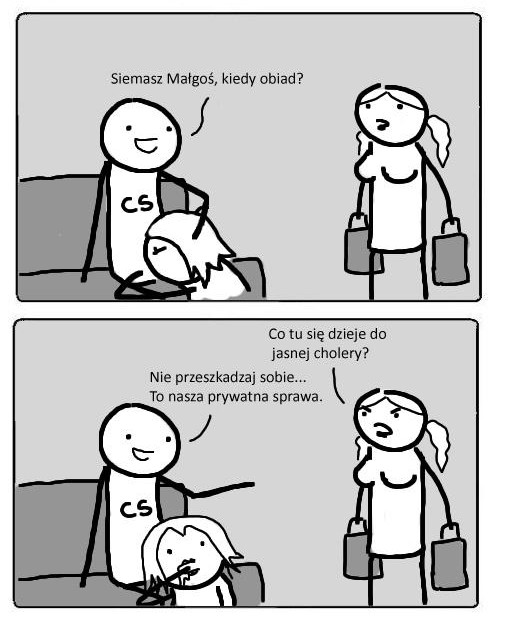 Siemasz Małgoś, kiedy obiad?
CS
Co tu się dzieje do
jasnej cholery?
Nie przeszkadzaj sobie...
To nasza prywatna sprawa.
CS